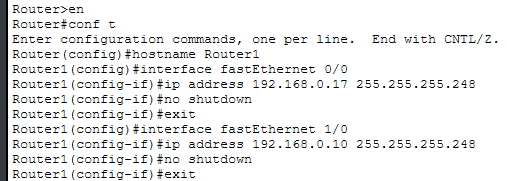 Router>en
Router#conf t
Enter configuration commands, one per line.  End with CNTL/Z.
Router(config)#hostname Router1
Router1(config)#interface fastEthernet 0/0
Router1(config-if)#ip address 192.168.0.17 255.255.255.248
Router1(config-if)#no shutdown
Router1(config-if)#exit
Router1(config)#interface fastEthernet 1/0
Router1(config-if)#ip address 192.168.0.10 255.255.255.248
Router1(config-if)#no shutdown
Router1(config-if)#exit